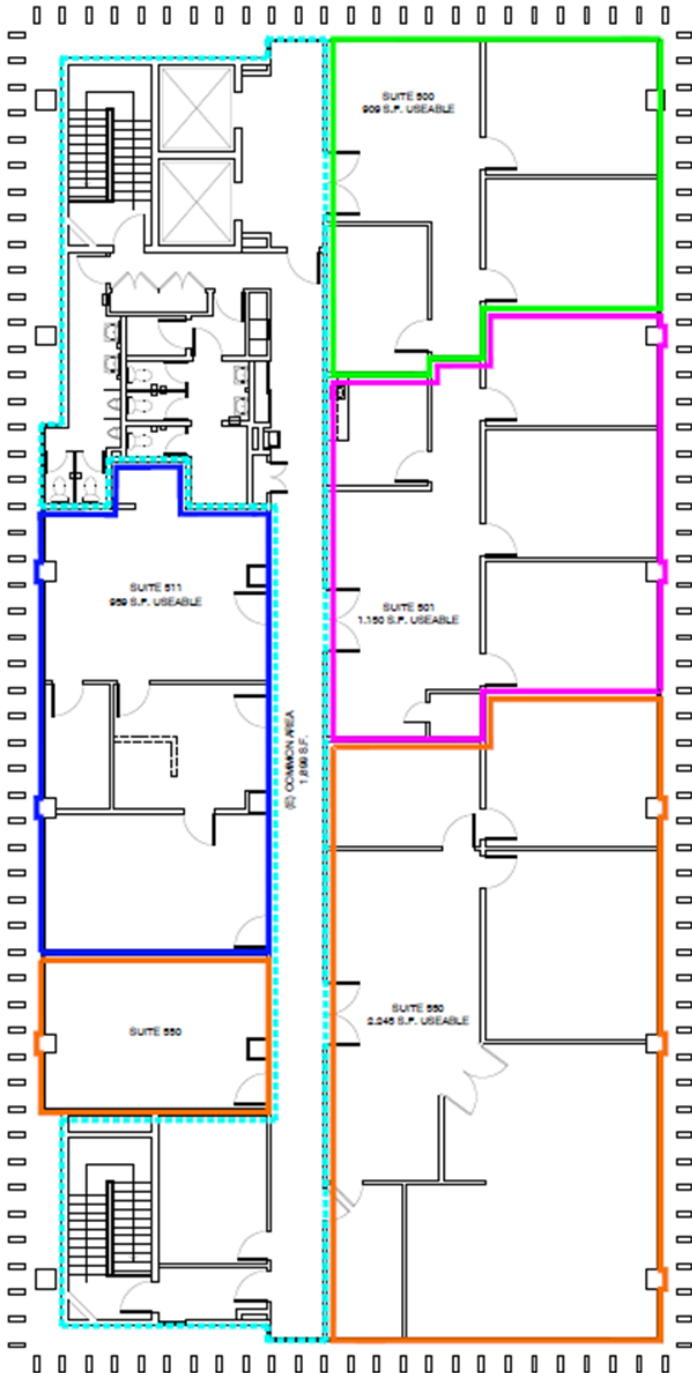 SUITE 500
909 S.F. USEABLE
SUITE 511
959 S.F. USEABLE
SUITE 501
1,150 S.F. USEABLE
(E) COMMON AREA
1,899 S.F.
SUITE 550
SUITE 550
2,245 S.F. USEABLE